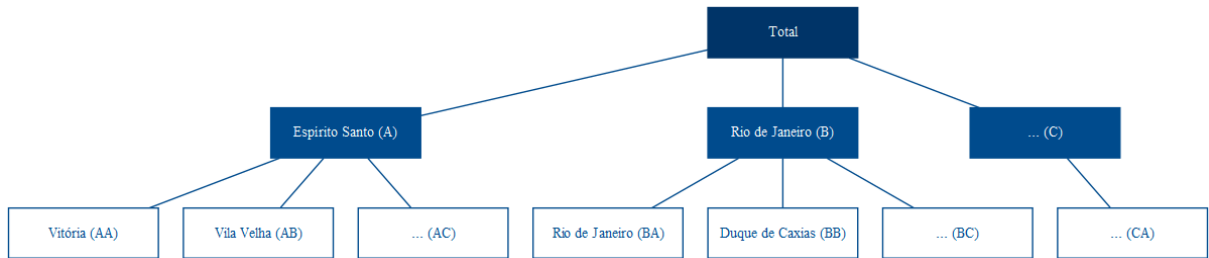 Total
Espírito Santo (A)
Rio de Janeiro (B)
... (C)
Vitória (AA)
Vila Velha (AB)
... (AC)
Rio de Janeiro (BA)
Duque de Caxias (BB)
... (BC)
... (CA)